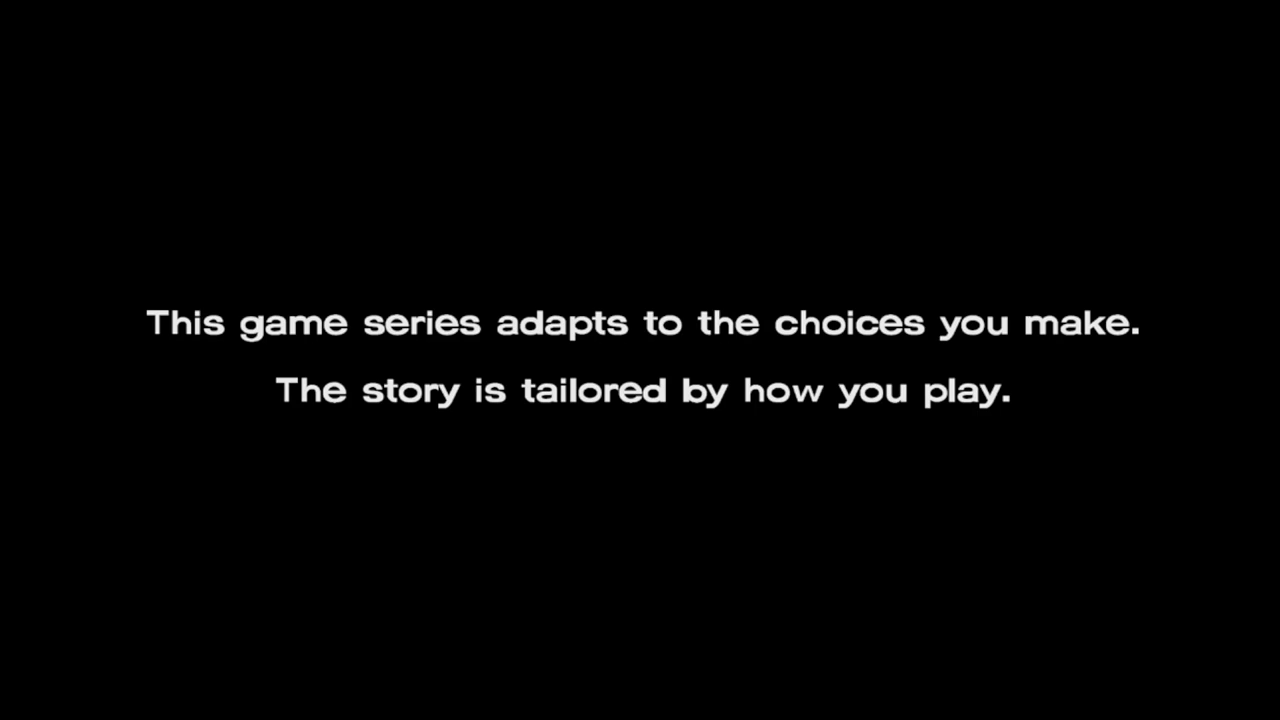 This game series adapts to the choices you make.
The story is tailored by how you play.